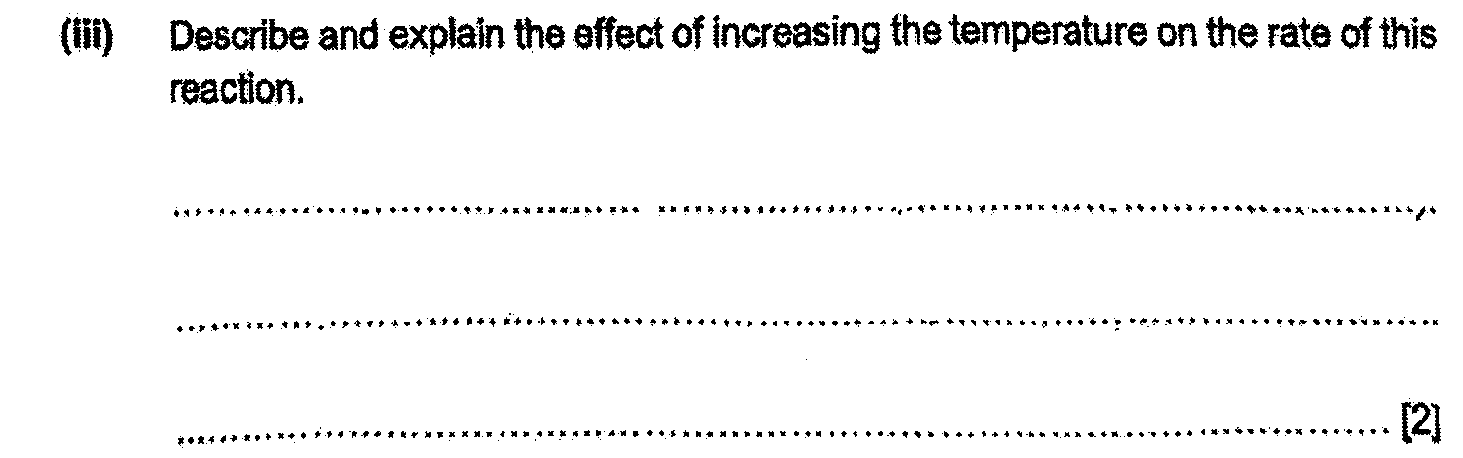 (iii) Describe and explain the effect of increasing the temperature on the rate of this
reaction.
[2]